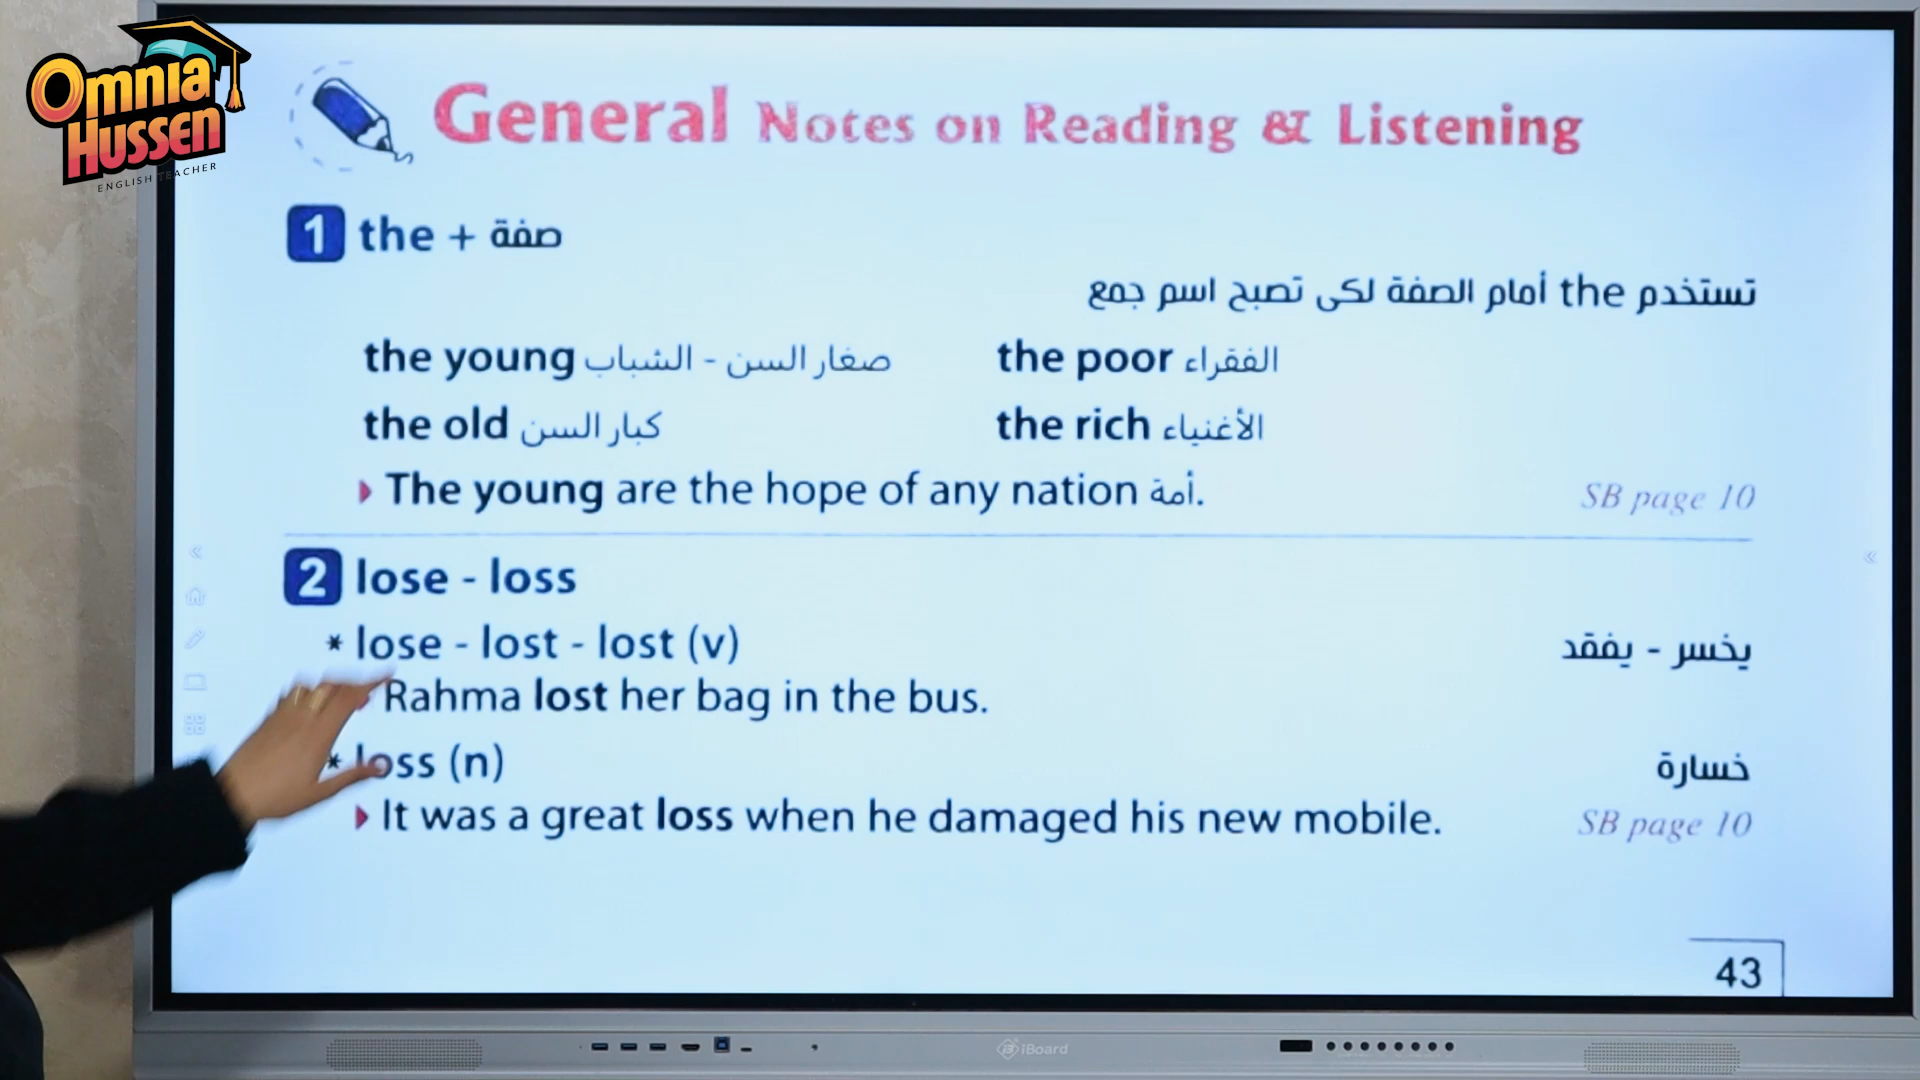 Omnia
Hussen
ENGLISH TEACHER
General Notes on Reading & Listening
1 the + صفة
تستخدم the أمام الصفة لكى تصبح اسم جمع
the young صغار السن - الشباب
the poor الفقراء
the old كبار السن
the rich الأغنياء
The young are the hope of any nation أمة.
SB page 10
2 lose - loss
* lose - lost - lost (v) يخسر - يفقد
Rahma lost her bag in the bus.
* loss (n) خسارة
It was a great loss when he damaged his new mobile.
SB page 10
43
iBoard